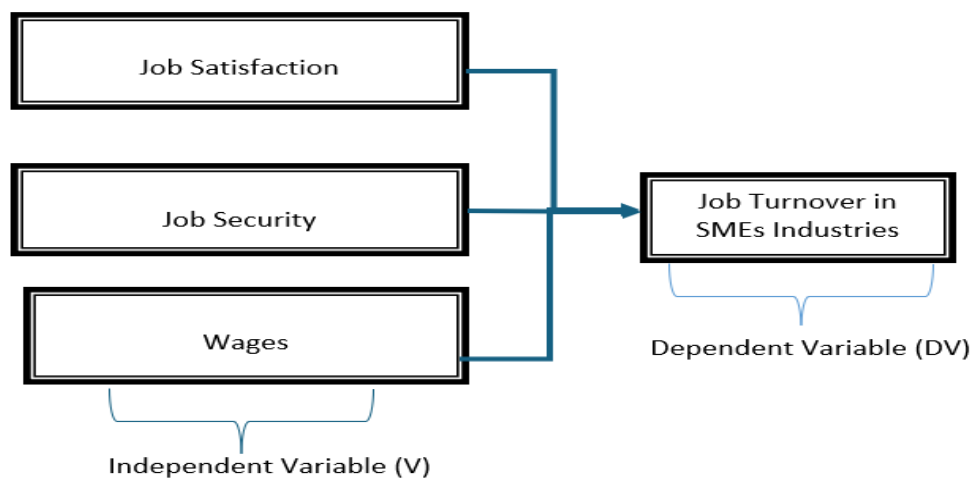 Job Satisfaction
Job Security
Wages
Independent Variable (V)
Job Turnover in
SMEs Industries
Dependent Variable (DV)